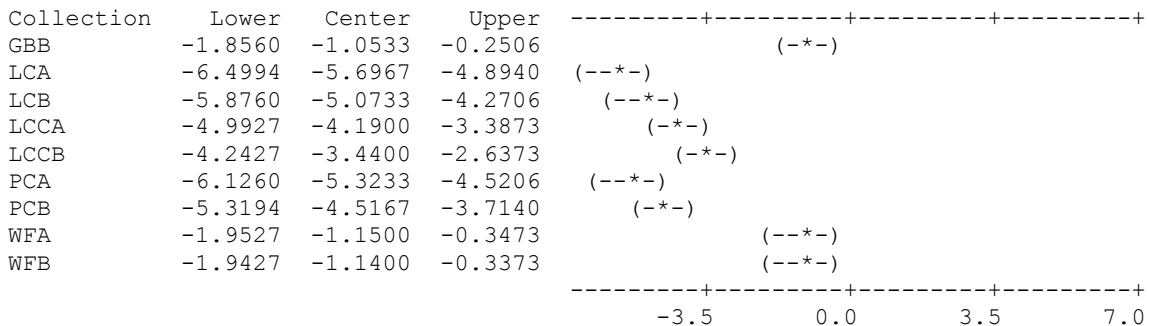 Collection    Lower   Center    Upper  ---------+---------+---------+---------+
GBB         -1.8560  -1.0533  -0.2506                (-*-)
LCA         -6.4994  -5.6967  -4.8940  (--*-)
LCB         -5.8760  -5.0733  -4.2706    (--*-)
LCCA        -4.9927  -4.1900  -3.3873       (-*-)
LCCB        -4.2427  -3.4400  -2.6373         (-*-)
PCA         -6.1260  -5.3233  -4.5206   (--*-)
PCB         -5.3194  -4.5167  -3.7140      (-*-)
WFA         -1.9527  -1.1500  -0.3473               (--*-)
WFB         -1.9427  -1.1400  -0.3373               (--*-)
                                       ---------+---------+---------+---------+
                                             -3.5       0.0       3.5       7.0